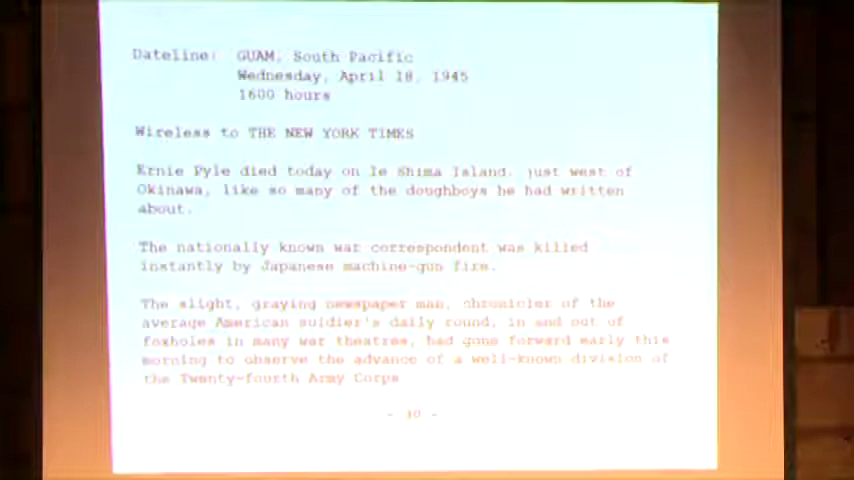 Dateline: GUAM, South Pacific
Wednesday, April 18, 1945
1600 hours
Wireless to THE NEW YORK TIMES
Ernie Pyle died today on Ie Shima Island, just west of
Okinawa, like so many of the doughboys he had written
about.
The nationally known war correspondent was killed
instantly by Japanese machine-gun fire.
The slight, graying newspaper man, chronicler of the
average American soldier's daily round, in and out of
foxholes in many war theatres, had gone forward early this
morning to observe the advance of a well-known division of
the Twenty-fourth Army Corps
- 30 -